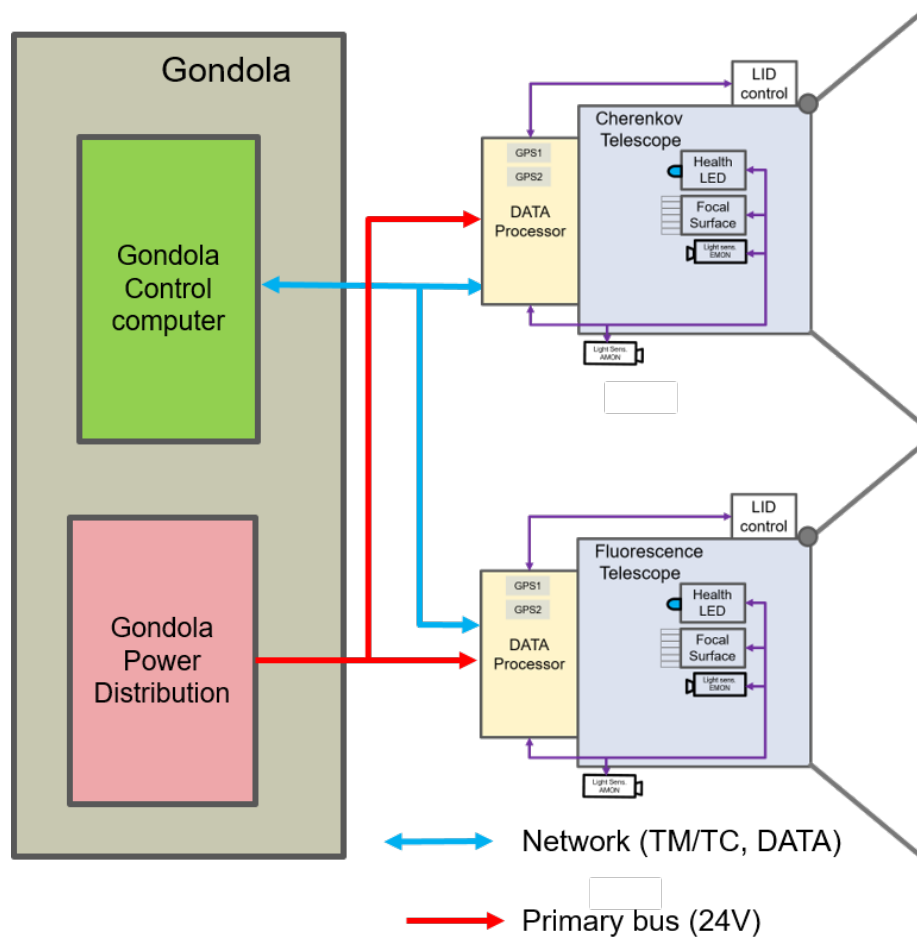 Gondola
Gondola
Control
computer
Gondola
Power
Distribution
LID
control
Cherenkov
Telescope
GPS1
GPS2
DATA
Processor
Health
LED
Focal
Surface
Light sens.
EMON
Light Sens.
AMON
LID
control
Fluorescence
Telescope
GPS1
GPS2
DATA
Processor
Health
LED
Focal
Surface
Light sens.
EMON
Light Sens.
AMON
Network (TM/TC, DATA)
Primary bus (24V)